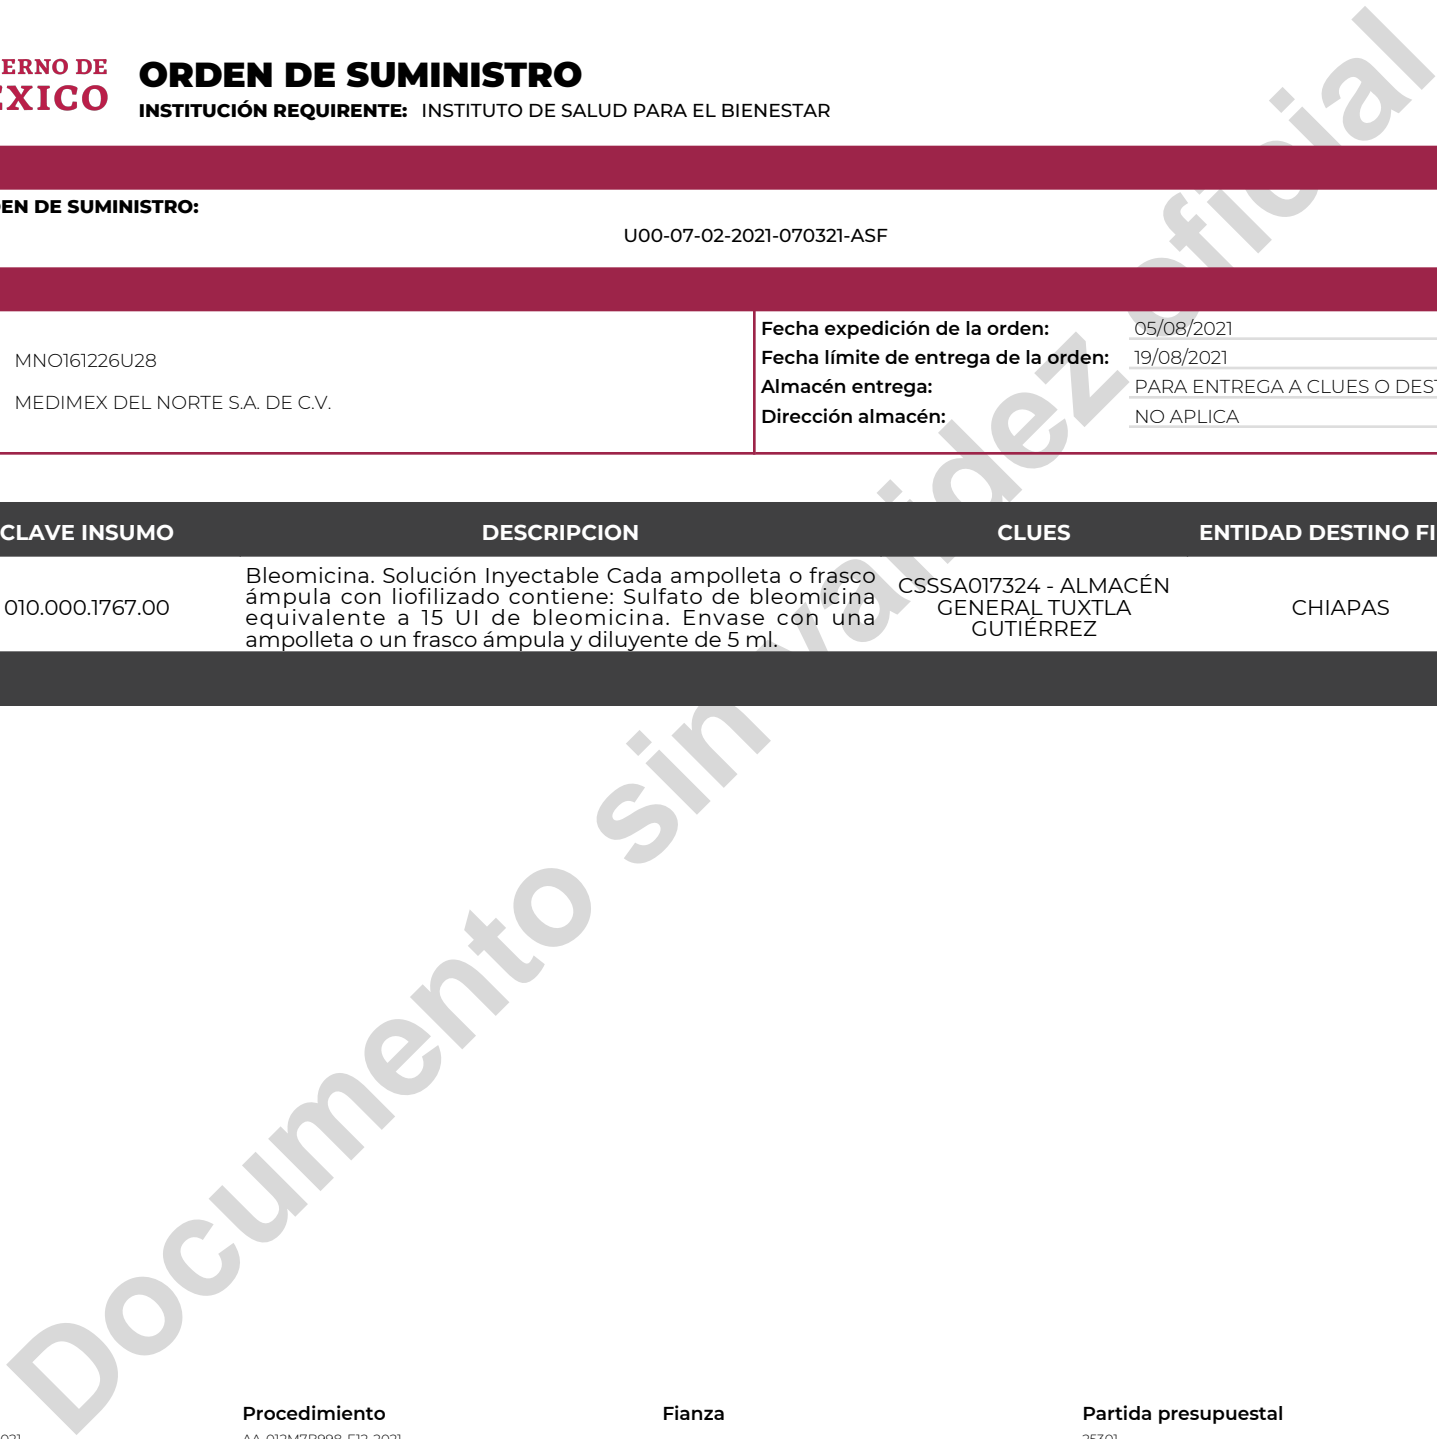 ERNO DE
EXICO
ORDEN DE SUMINISTRO
INSTITUCIÓN REQUIRENTE: INSTITUTO DE SALUD PARA EL BIENESTAR
EN DE SUMINISTRO:
U00-07-02-2021-070321-ASF
MNO161226U28
MEDIMEX DEL NORTE S.A. DE C.V.
Fecha expedición de la orden: 05/08/2021
Fecha límite de entrega de la orden: 19/08/2021
Almacén entrega: PARA ENTREGA A CLUES O DEST
Dirección almacén: NO APLICA
CLAVE INSUMO DESCRIPCION CLUES ENTIDAD DESTINO FI
010.000.1767.00
Bleomicina. Solución Inyectable Cada ampolleta o frasco
ámpula con liofilizado contiene: Sulfato de bleomicina
equivalente a 15 UI de bleomicina. Envase con una
ampolleta o un frasco ámpula y diluyente de 5 ml.
CSSSA017324 - ALMACÉN
GENERAL TUXTLA
GUTIÉRREZ
CHIAPAS
Documento sin validez oficial
Procedimiento Fianza Partida presupuestal